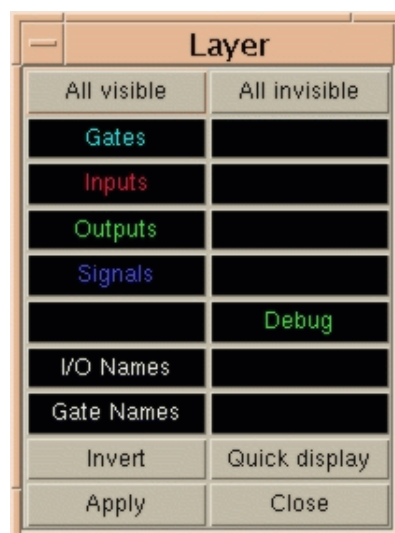 Layer
All visible All invisible
Gates
Inputs
Outputs
Signals
Debug
I/O Names
Gate Names
Invert Quick display
Apply Close